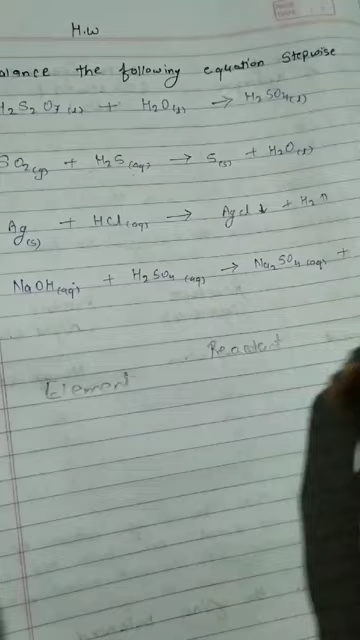 H.W
alance the following equation Stepwise
H2S2O7(l) + H2O(l) → H2SO4(l)
SO2(g) + H2S(aq) → S(s) + H2O(l)
Ag(s) + HCl(aq) → AgCl ↓ + H2 ↑
NaOH(aq) + H2SO4(aq) → Na2SO4(aq) +
Reactant
Element